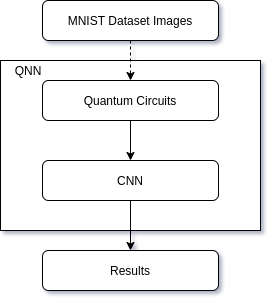 MNIST Dataset Images
QNN
Quantum Circuits
CNN
Results